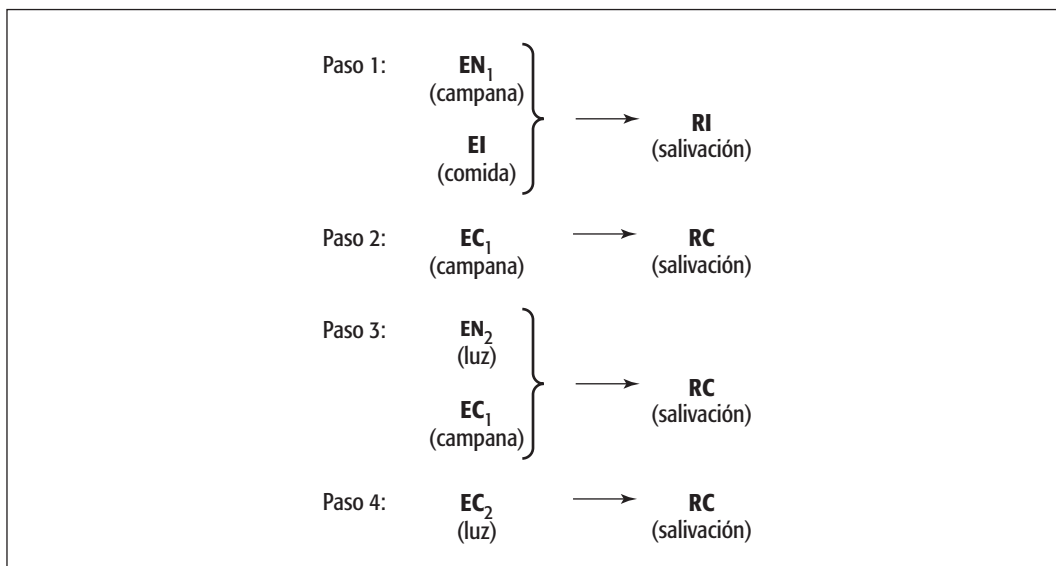 Paso 1: EN₁
(campana)
EI
(comida)
RI
(salivación)
Paso 2: EC₁ RC
(campana) (salivación)
Paso 3: EN₂
(luz)
EC₁
(campana)
RC
(salivación)
Paso 4: EC₂ RC
(luz) (salivación)